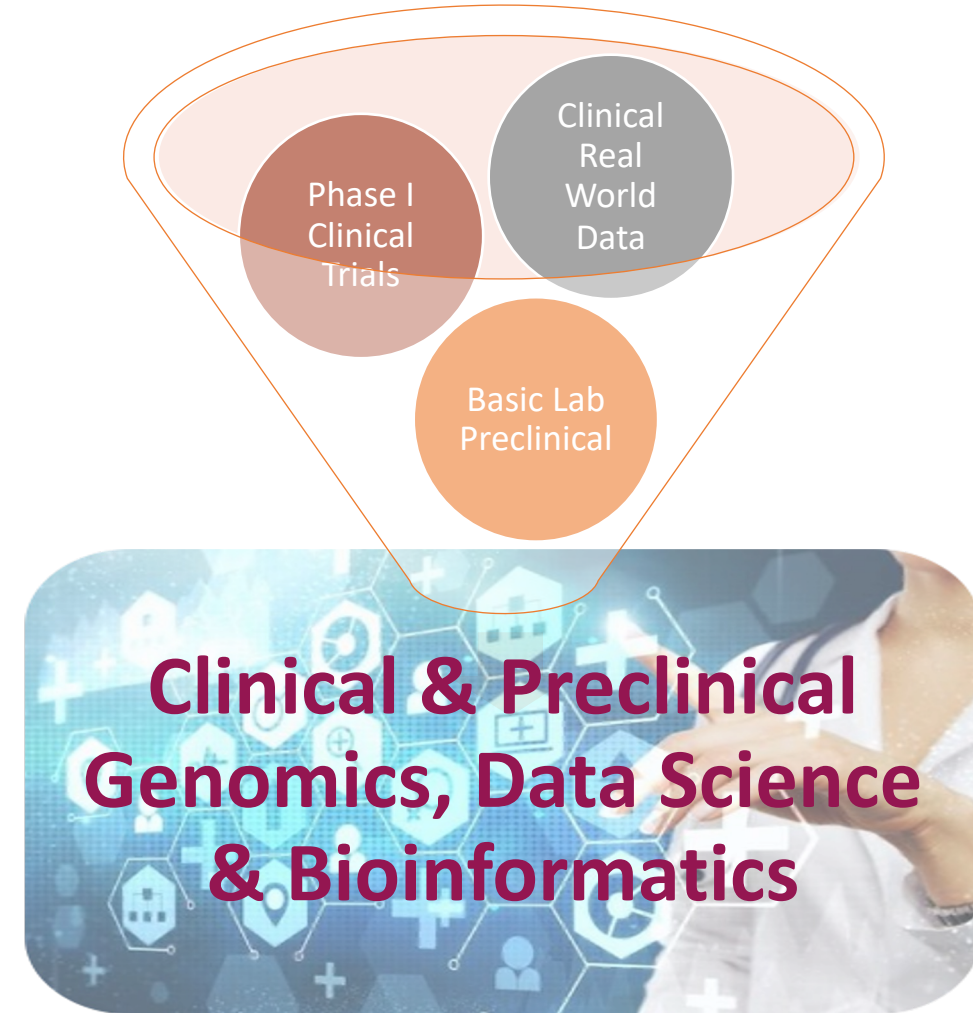 Clinical
Real
World
Data
Phase I
Clinical
Trials
Basic Lab
Preclinical
Clinical & Preclinical
Genomics, Data Science
& Bioinformatics